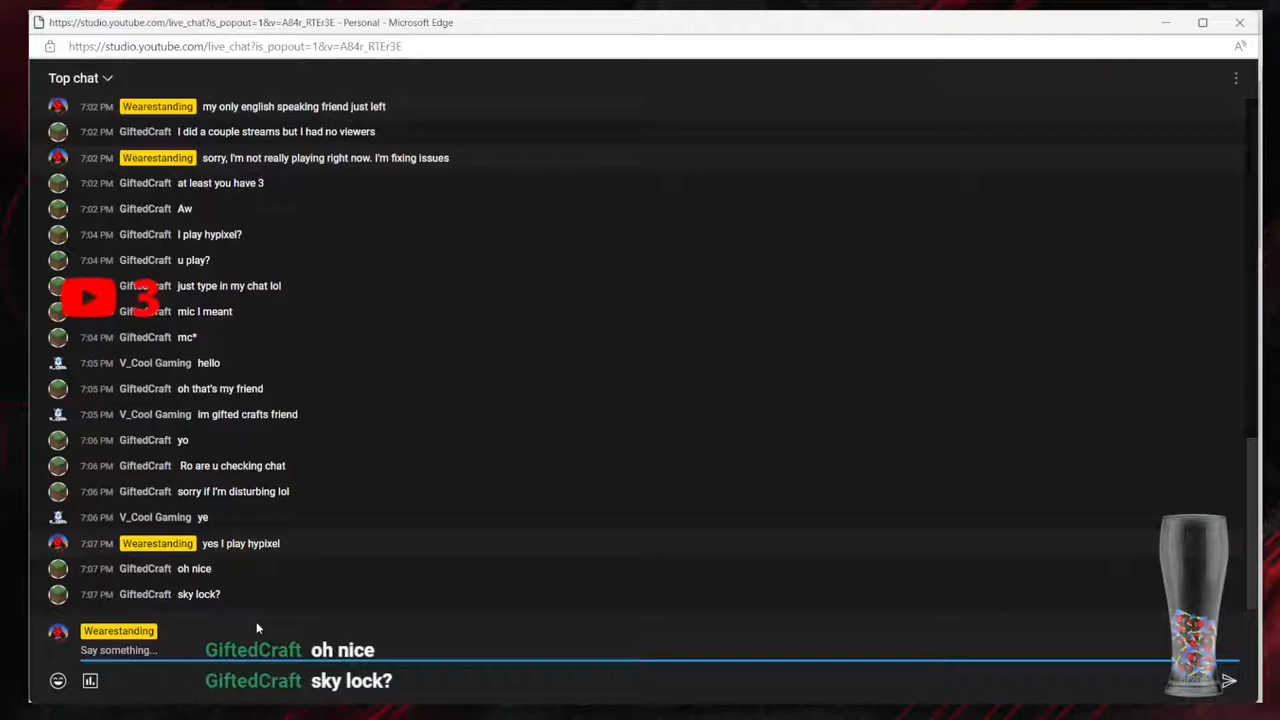 https://studio.youtube.com/live_chat?is_popout=1&v=A84r_RTEr3E - Personal - Microsoft Edge
https://studio.youtube.com/live_chat?is_popout=1&v=A84r_RTEr3E
Top chat
7:02 PM Wearestanding my only english speaking friend just left
7:02 PM GiftedCraft I did a couple streams but I had no viewers
7:02 PM Wearestanding sorry, I'm not really playing right now. I'm fixing issues
7:02 PM GiftedCraft at least you have 3
7:02 PM GiftedCraft Aw
7:04 PM GiftedCraft I play hypixel?
7:04 PM GiftedCraft u play?
GiftedCraft just type in my chat lol
3
GiftedCraft mic I meant
7:04 PM GiftedCraft mc*
7:05 PM V_Cool Gaming hello
7:05 PM GiftedCraft oh that's my friend
7:05 PM V_Cool Gaming im gifted crafts friend
7:06 PM GiftedCraft yo
7:06 PM GiftedCraft Ro are u checking chat
7:06 PM GiftedCraft sorry if I'm disturbing lol
7:06 PM V_Cool Gaming ye
7:07 PM Wearestanding yes I play hypixel
7:07 PM GiftedCraft oh nice
7:07 PM GiftedCraft sky lock?
Wearestanding
Say something...
GiftedCraft oh nice
GiftedCraft sky lock?